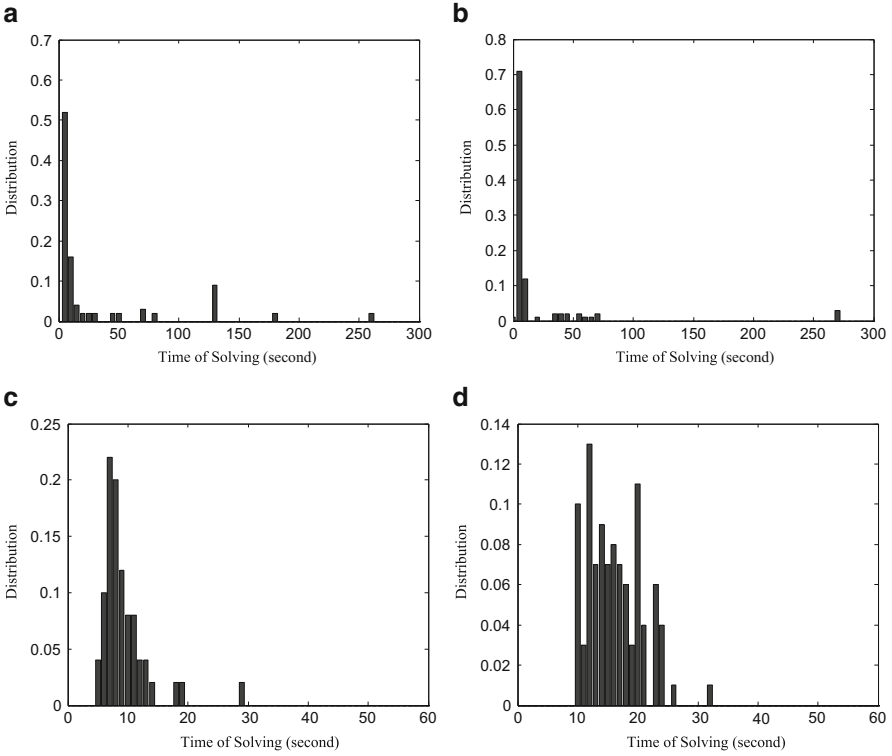 a
0.7
0.6
0.5
0.4
0.3
0.2
0.1
0
Distribution
0 50 100 150 200 250 300
Time of Solving (second)
b
0.8
0.7
0.6
0.5
0.4
0.3
0.2
0.1
0
Distribution
0 50 100 150 200 250 300
Time of Solving (second)
c
0.25
0.2
0.15
0.1
0.05
0
Distribution
0 10 20 30 40 50 60
Time of Solving (second)
d
0.14
0.12
0.1
0.08
0.06
0.04
0.02
0
Distribution
0 10 20 30 40 50 60
Time of Solving (second)